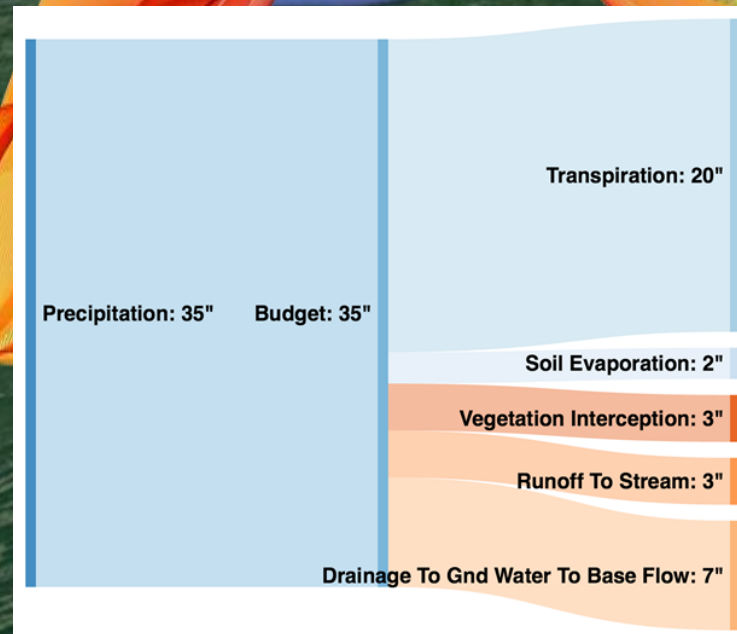 Transpiration: 20"
Precipitation: 35"
Budget: 35"
Soil Evaporation: 2"
Vegetation Interception: 3"
Runoff To Stream: 3"
Drainage To Gnd Water To Base Flow: 7"